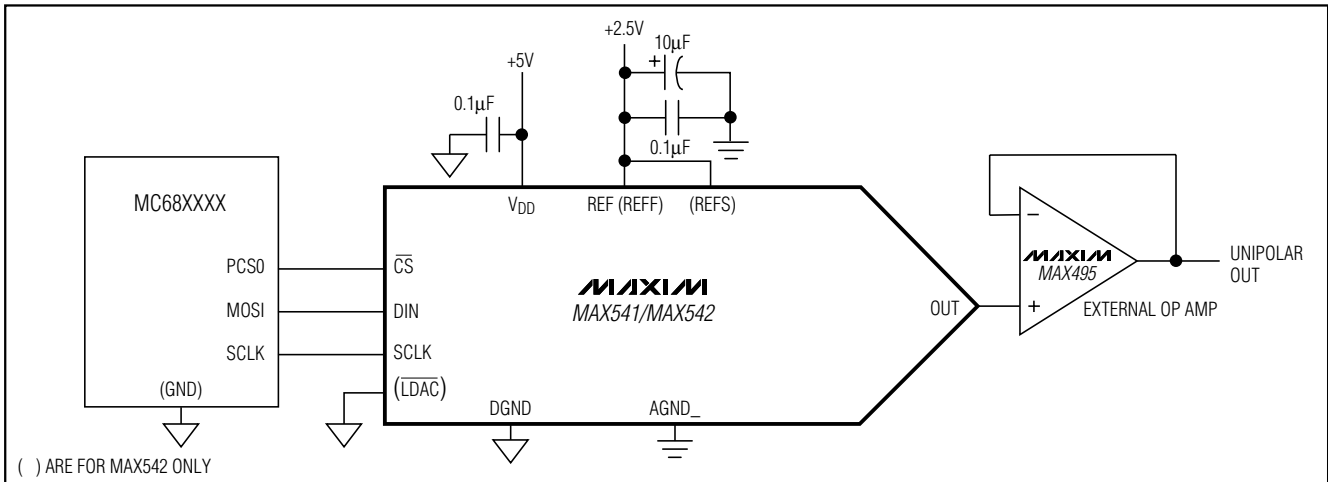 +2.5V
10μF
+
+5V
0.1μF
0.1μF
MC68XXXX
VDD
REF (REFF)
(REFS)
PCS0
CS
MOSI
DIN
SCLK
SCLK
(LDAC)
(GND)
DGND
AGND_
MAXIM
MAX541/MAX542
OUT
−
+
MAXIM
MAX495
EXTERNAL OP AMP
UNIPOLAR
OUT
( ) ARE FOR MAX542 ONLY